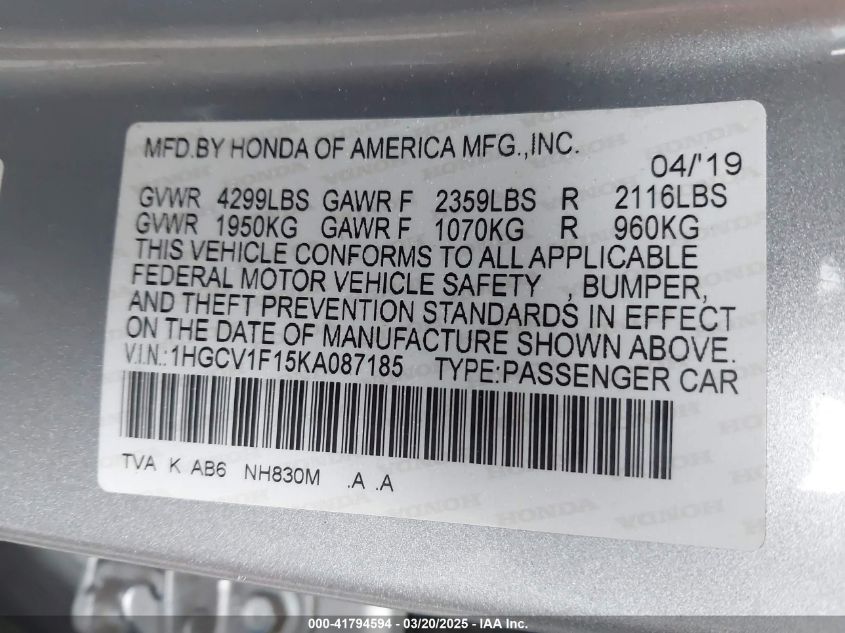 MFD.BY HONDA OF AMERICA MFG.,INC.
04/'19
GVWR 4299LBS GAWR F 2359LBS R 2116LBS
GVWR 1950KG GAWR F 1070KG R 960KG
THIS VEHICLE CONFORMS TO ALL APPLICABLE
FEDERAL MOTOR VEHICLE SAFETY , BUMPER,
AND THEFT PREVENTION STANDARDS IN EFFECT
ON THE DATE OF MANUFACTURE SHOWN ABOVE.
V.I.N.:1HGCV1F15KA087185 TYPE:PASSENGER CAR
TVA K AB6 NH830M .A .A
000-41794594 — 03/20/2025 — IAA Inc.